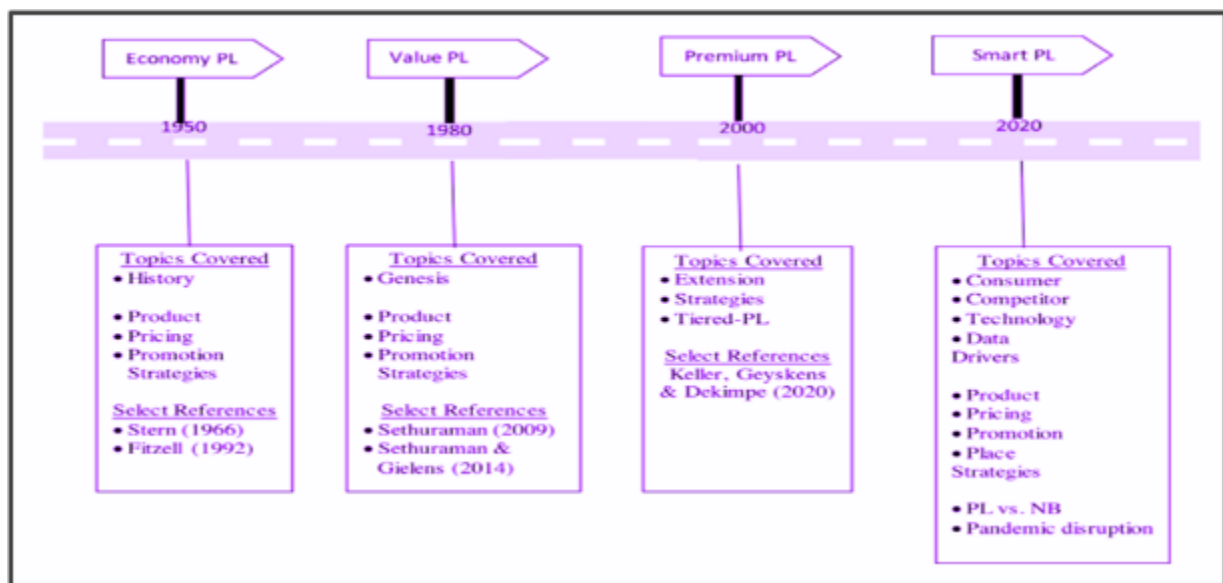 Economy PL
Value PL
Premium PL
Smart PL
1950
1980
2000
2020
Topics Covered
• History
• Product
• Pricing
• Promotion
Strategies
Select References
• Stern (1966)
• Fitzell (1992)
Topics Covered
• Genesis
• Product
• Pricing
• Promotion
Strategies
Select References
• Sethuraman (2009)
• Sethuraman &
Gielens (2014)
Topics Covered
• Extension
• Strategies
• Tiered-PL
Select References
Keller, Geyskens
& Dekimpe (2020)
Topics Covered
• Consumer
• Competitor
• Technology
• Data
Drivers
• Product
• Pricing
• Promotion
• Place
Strategies
• PL vs. NB
• Pandemic disruption